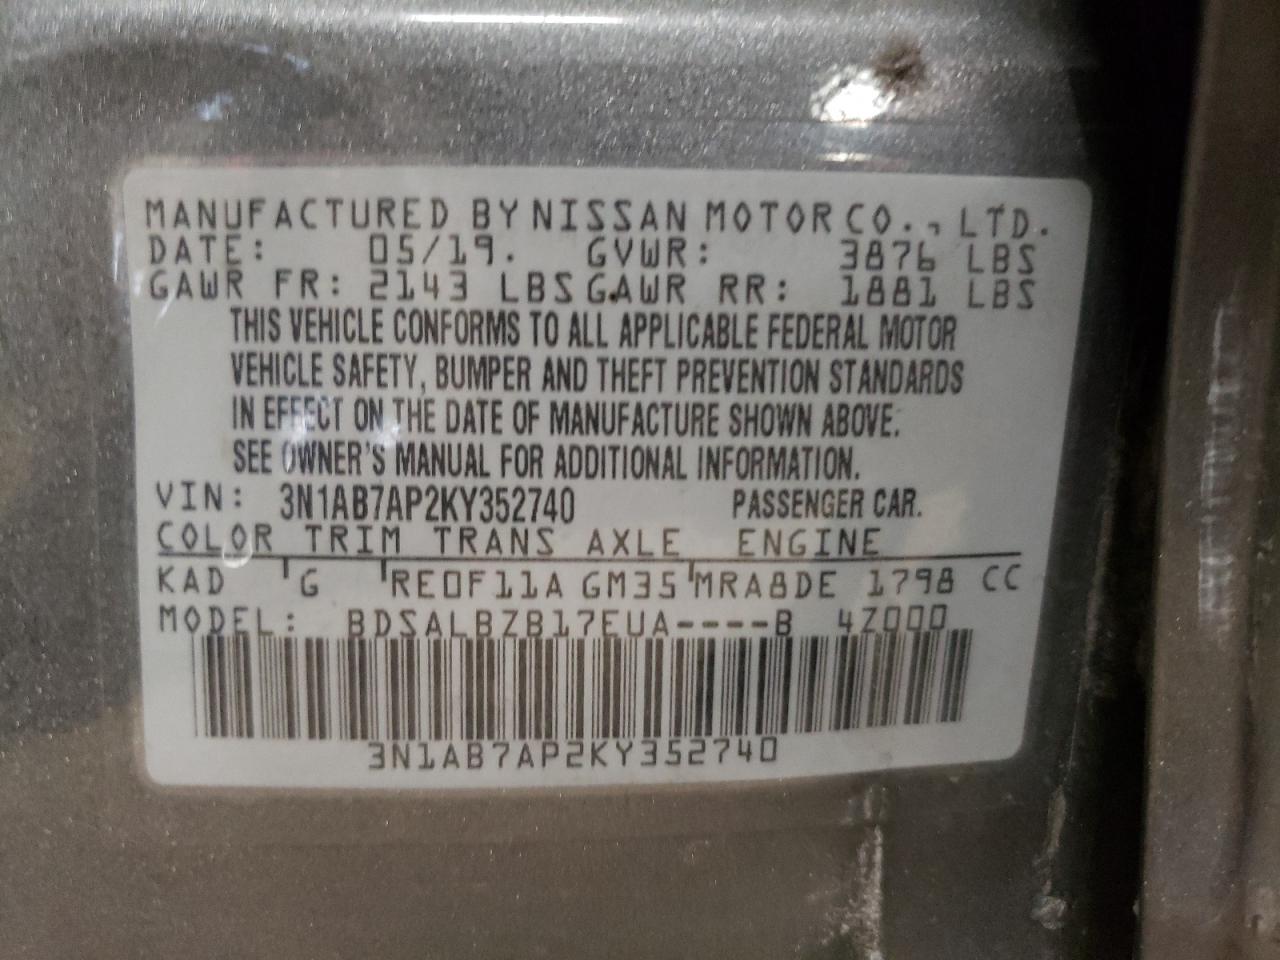 MANUFACTURED BY NISSAN MOTOR CO., LTD.
DATE: 05/19. GVWR: 3876 LBS
GAWR FR: 2143 LBS GAWR RR: 1881 LBS
THIS VEHICLE CONFORMS TO ALL APPLICABLE FEDERAL MOTOR
VEHICLE SAFETY, BUMPER AND THEFT PREVENTION STANDARDS
IN EFFECT ON THE DATE OF MANUFACTURE SHOWN ABOVE.
SEE OWNER'S MANUAL FOR ADDITIONAL INFORMATION.
VIN: 3N1AB7AP2KY352740 PASSENGER CAR.
COLOR TRIM TRANS AXLE ENGINE
KAD G RE0F11A GM35 MRA8DE 1798 CC
MODEL: BDSALBZB17EUA----B 4Z000
3N1AB7AP2KY352740